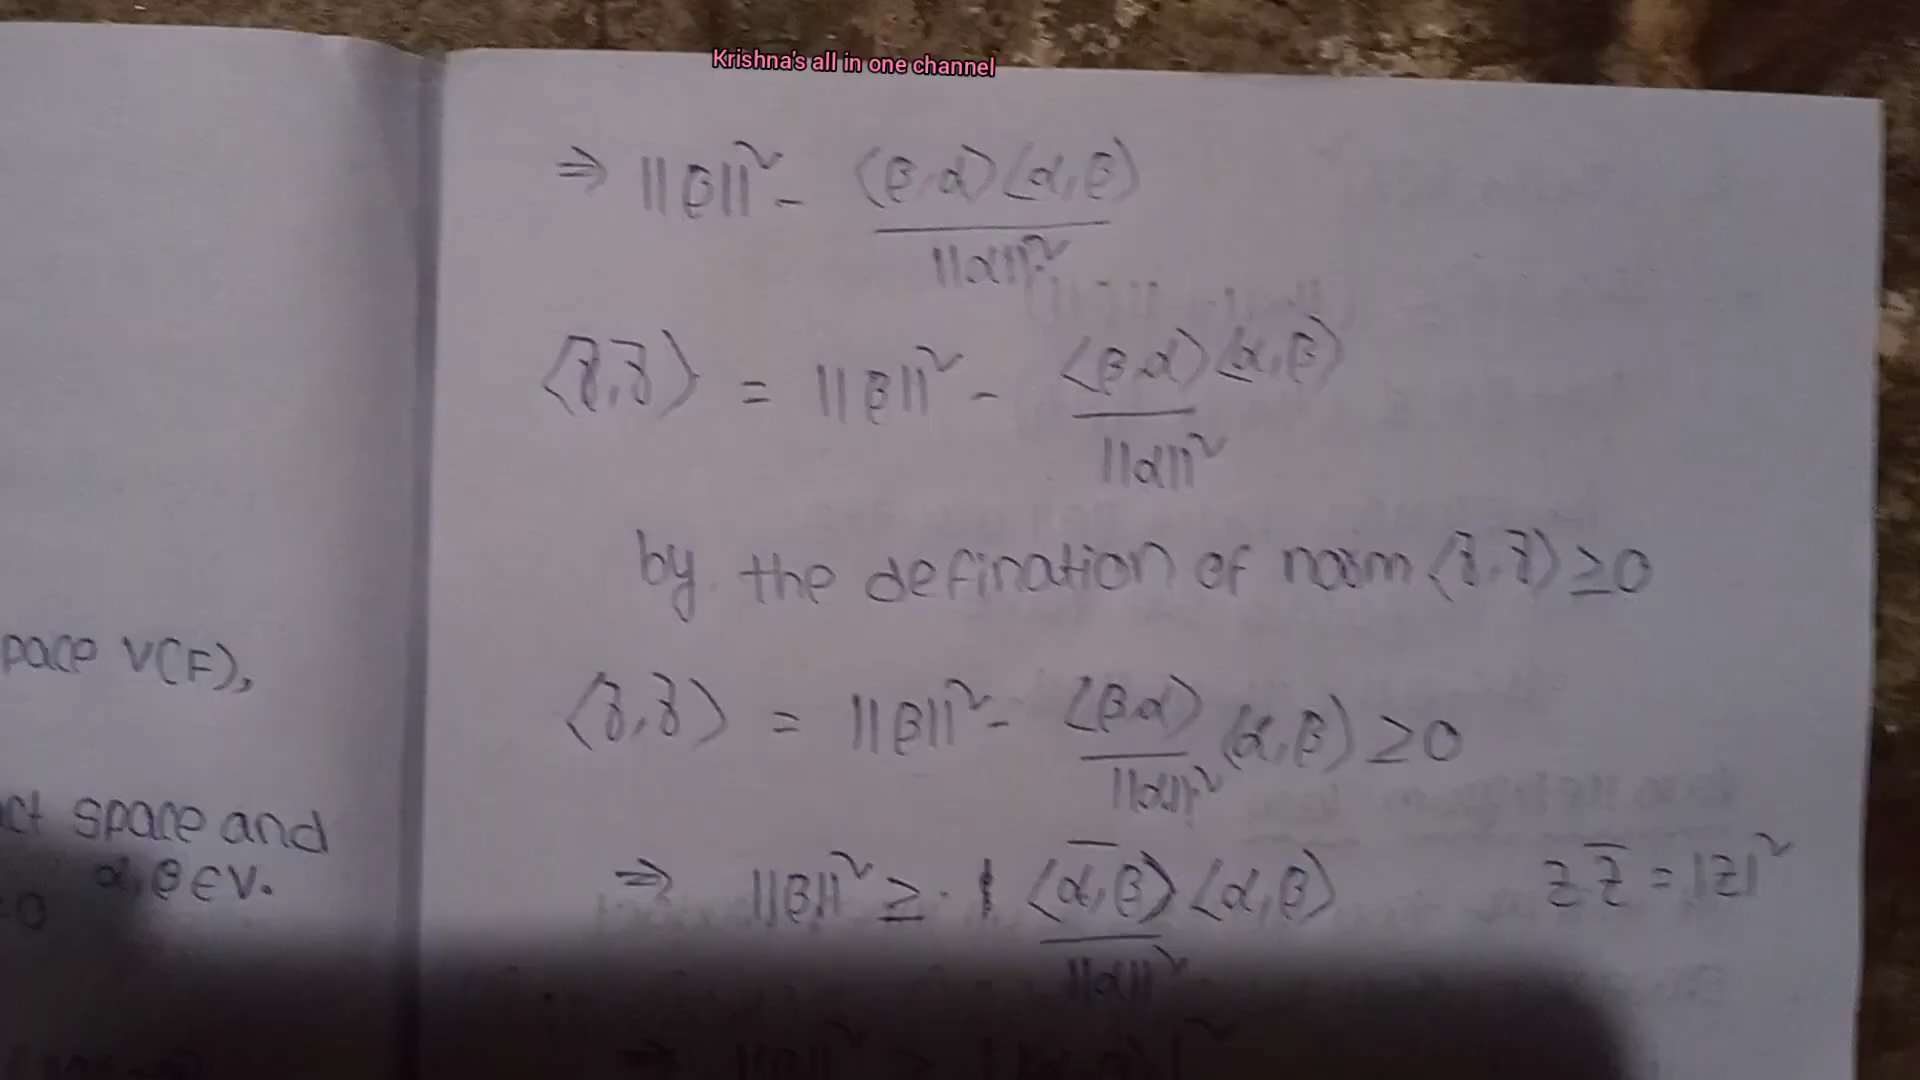 Krishna's all in one channel
⇒ ||β||² - ⟨β,α⟩⟨α,β⟩
||α||²
⟨γ,γ⟩ = ||β||² - ⟨β,α⟩⟨α,β⟩
||α||²
by the defination of norm ⟨γ,γ⟩ ≥ 0
⟨γ,γ⟩ = ||β||² - ⟨β,α⟩ ⟨α,β⟩ ≥ 0
||α||²
⇒ ||β||² ≥ \overline{⟨α,β⟩} ⟨α,β⟩ z z̅ = |z|²
||α||²
pace V(F),
ct space and
α,β∈V.